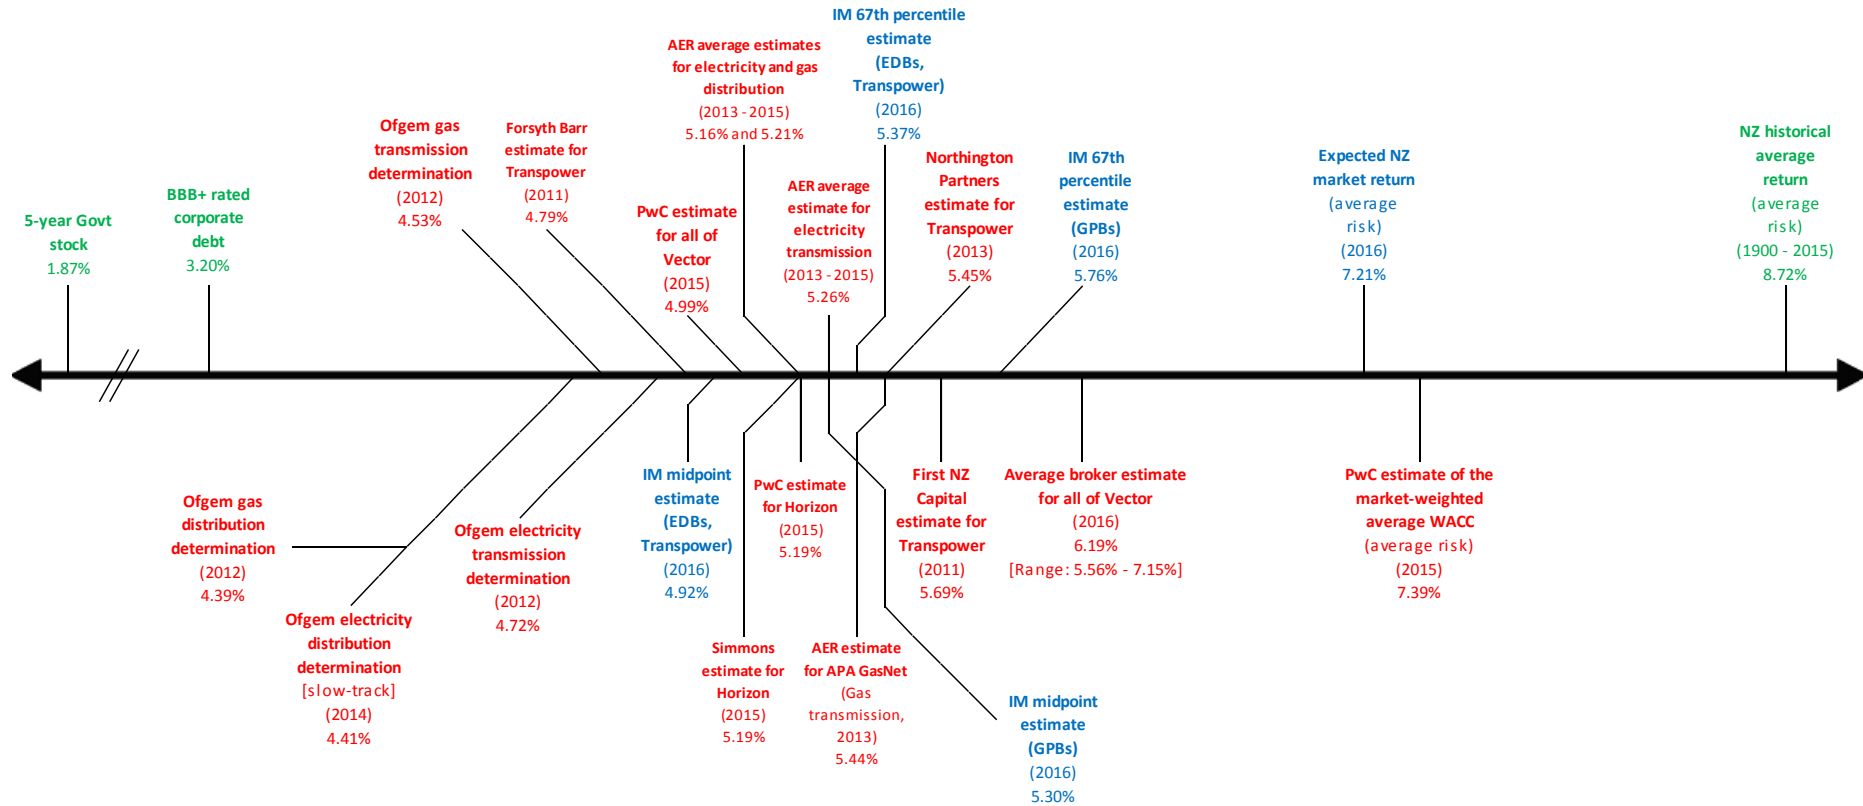 5-year Govt
stock
1.87%
BBB+ rated
corporate
debt
3.20%
Ofgem gas
transmission
determination
(2012)
4.53%
Forsyth Barr
estimate for
Transpower
(2011)
4.79%
PwC estimate
for all of
Vector
(2015)
4.99%
AER average estimates
for electricity and gas
distribution
(2013 - 2015)
5.16% and 5.21%
AER average
estimate for
electricity
transmission
(2013 - 2015)
5.26%
IM 67th percentile
estimate
(EDBs,
Transpower)
(2016)
5.37%
Northington
Partners
estimate for
Transpower
(2013)
5.45%
IM 67th
percentile
estimate
(GPBs)
(2016)
5.76%
Expected NZ
market return
(average
risk)
(2016)
7.21%
NZ historical
average
return
(average
risk)
(1900 - 2015)
8.72%
Ofgem gas
distribution
determination
(2012)
4.39%
Ofgem electricity
distribution
determination
[slow-track]
(2014)
4.41%
Ofgem electricity
transmission
determination
(2012)
4.72%
IM midpoint
estimate
(EDBs,
Transpower)
(2016)
4.92%
Simmons
estimate for
Horizon
(2015)
5.19%
PwC estimate
for Horizon
(2015)
5.19%
AER estimate
for APA GasNet
(Gas
transmission,
2013)
5.44%
First NZ
Capital
estimate for
Transpower
(2011)
5.69%
IM midpoint
estimate
(GPBs)
(2016)
5.30%
Average broker estimate
for all of Vector
(2016)
6.19%
[Range: 5.56% - 7.15%]
PwC estimate of the
market-weighted
average WACC
(average risk)
(2015)
7.39%